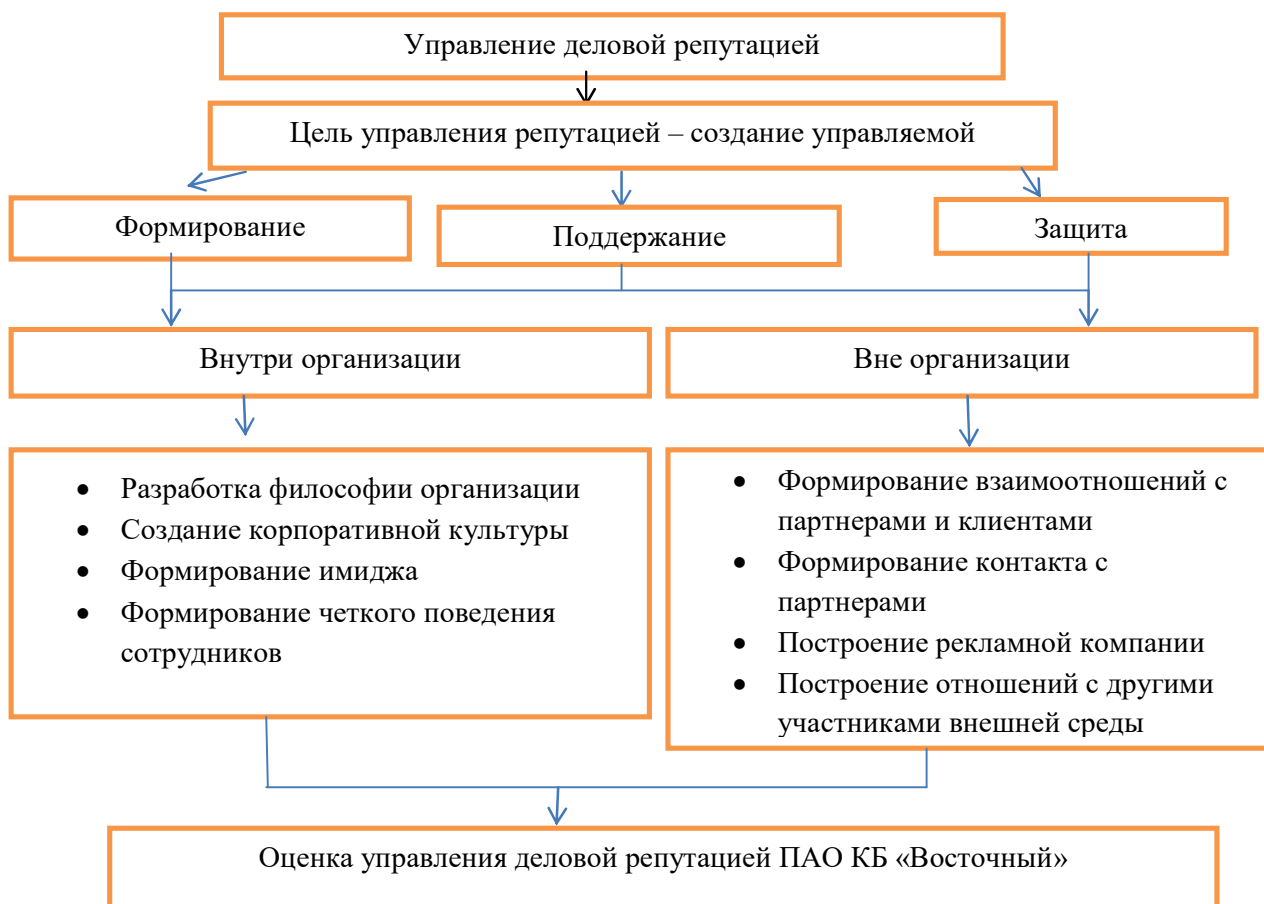 Управление деловой репутацией
Цель управления репутацией – создание управляемой
Формирование
Поддержание
Защита
Внутри организации
Вне организации
• Разработка философии организации
• Создание корпоративной культуры
• Формирование имиджа
• Формирование четкого поведения
сотрудников
• Формирование взаимоотношений с
партнерами и клиентами
• Формирование контакта с
партнерами
• Построение рекламной компании
• Построение отношений с другими
участниками внешней среды
Оценка управления деловой репутацией ПАО КБ «Восточный»